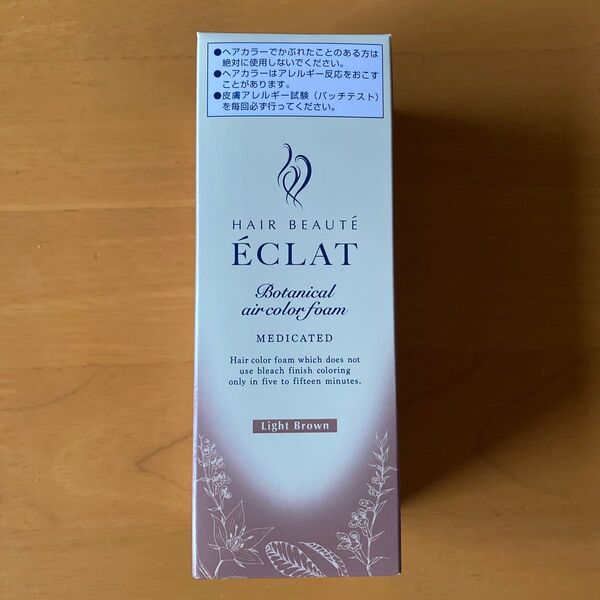 ●ヘアカラーでかぶれたことのある方は
絶対に使用しないでください。
●ヘアカラーはアレルギー反応をおこす
ことがあります。
●皮膚アレルギー試験（パッチテスト）
を毎回必ず行ってください。
HAIR BEAUTÉ
ÉCLAT
Botanical
air color foam
MEDICATED
Hair color foam which does not
use bleach finish coloring
only in five to fifteen minutes.
Light Brown